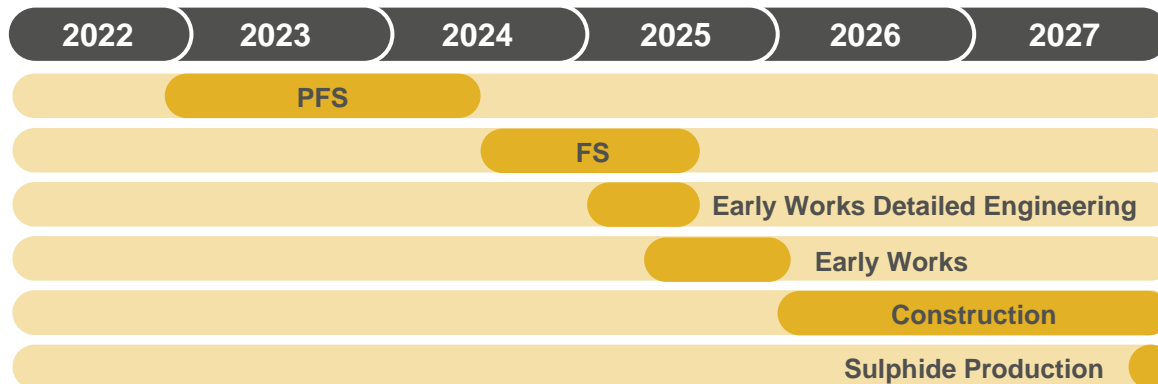 2022 2023 2024 2025 2026 2027
PFS
FS
Early Works Detailed Engineering
Early Works
Construction
Sulphide Production